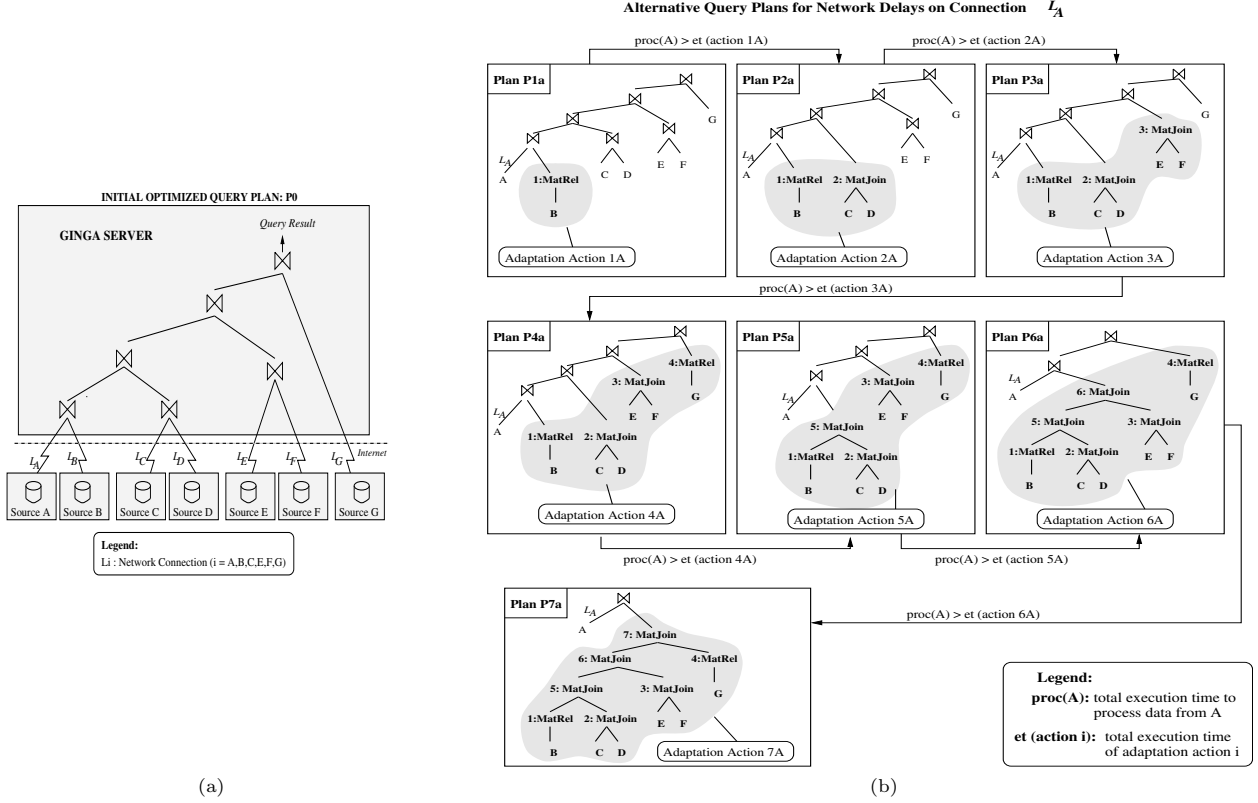 INITIAL OPTIMIZED QUERY PLAN: P0
GINGA SERVER
Query Result
L_A
L_B
L_C
L_D
L_E
L_F
L_G
Internet
Source A
Source B
Source C
Source D
Source E
Source F
Source G
Legend:
Li : Network Connection (i = A,B,C,E,F,G)
(a)
Alternative Query Plans for Network Delays on Connection L_A
proc(A) > et (action 1A)
proc(A) > et (action 2A)
Plan P1a
G
L_A
A
C
D
E
F
1:MatRel
B
Adaptation Action 1A
Plan P2a
G
E
F
L_A
A
1:MatRel
2: MatJoin
B
C
D
Adaptation Action 2A
Plan P3a
G
3: MatJoin
E
F
L_A
A
1:MatRel
2: MatJoin
B
C
D
Adaptation Action 3A
proc(A) > et (action 3A)
Plan P4a
4:MatRel
G
3: MatJoin
E
F
L_A
A
1:MatRel
2: MatJoin
B
C
D
Adaptation Action 4A
Plan P5a
4:MatRel
G
3: MatJoin
E
F
L_A
A
5: MatJoin
1:MatRel
2: MatJoin
B
C
D
Adaptation Action 5A
Plan P6a
4:MatRel
G
L_A
A
6: MatJoin
5: MatJoin
3: MatJoin
E
F
1:MatRel
2: MatJoin
B
C
D
Adaptation Action 6A
proc(A) > et (action 4A)
proc(A) > et (action 5A)
Plan P7a
L_A
A
7: MatJoin
6: MatJoin
4:MatRel
G
5: MatJoin
3: MatJoin
E
F
1:MatRel
2: MatJoin
B
C
D
Adaptation Action 7A
proc(A) > et (action 6A)
Legend:
proc(A): total execution time to
process data from A
et (action i): total execution time
of adaptation action i
(b)